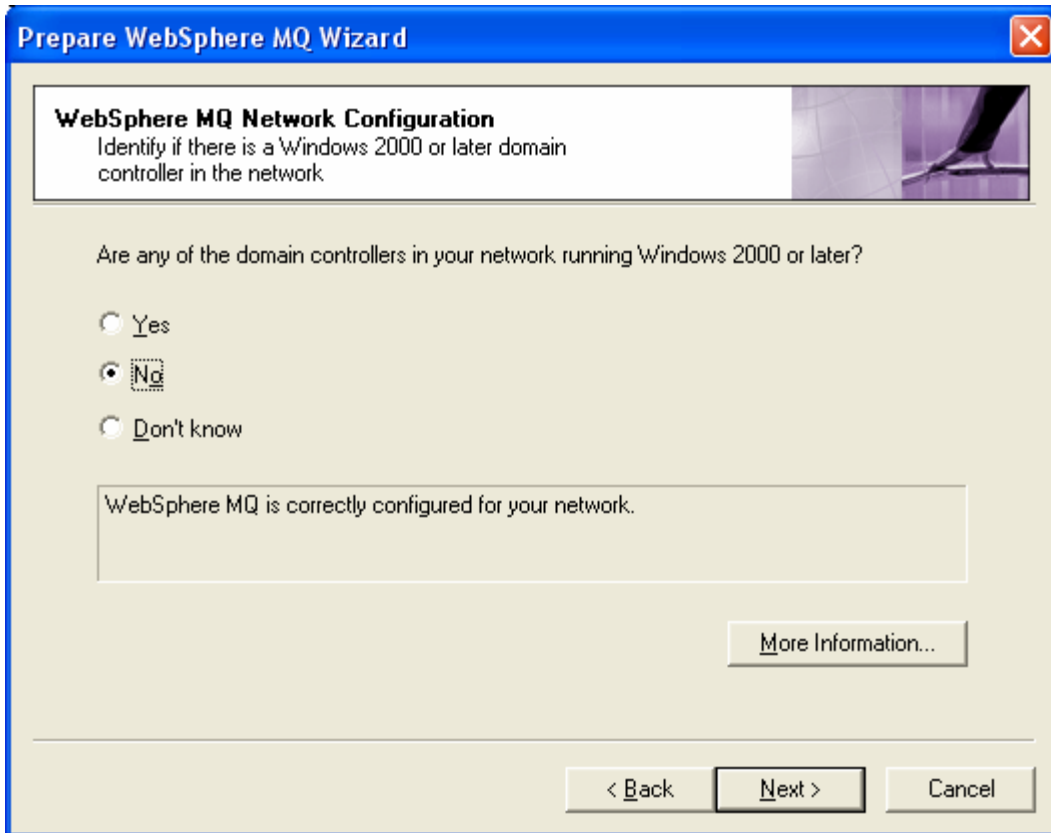 Prepare WebSphere MQ Wizard
WebSphere MQ Network Configuration
Identify if there is a Windows 2000 or later domain
controller in the network
Are any of the domain controllers in your network running Windows 2000 or later?
Yes
No
Don't know
WebSphere MQ is correctly configured for your network.
More Information...
< Back
Next >
Cancel